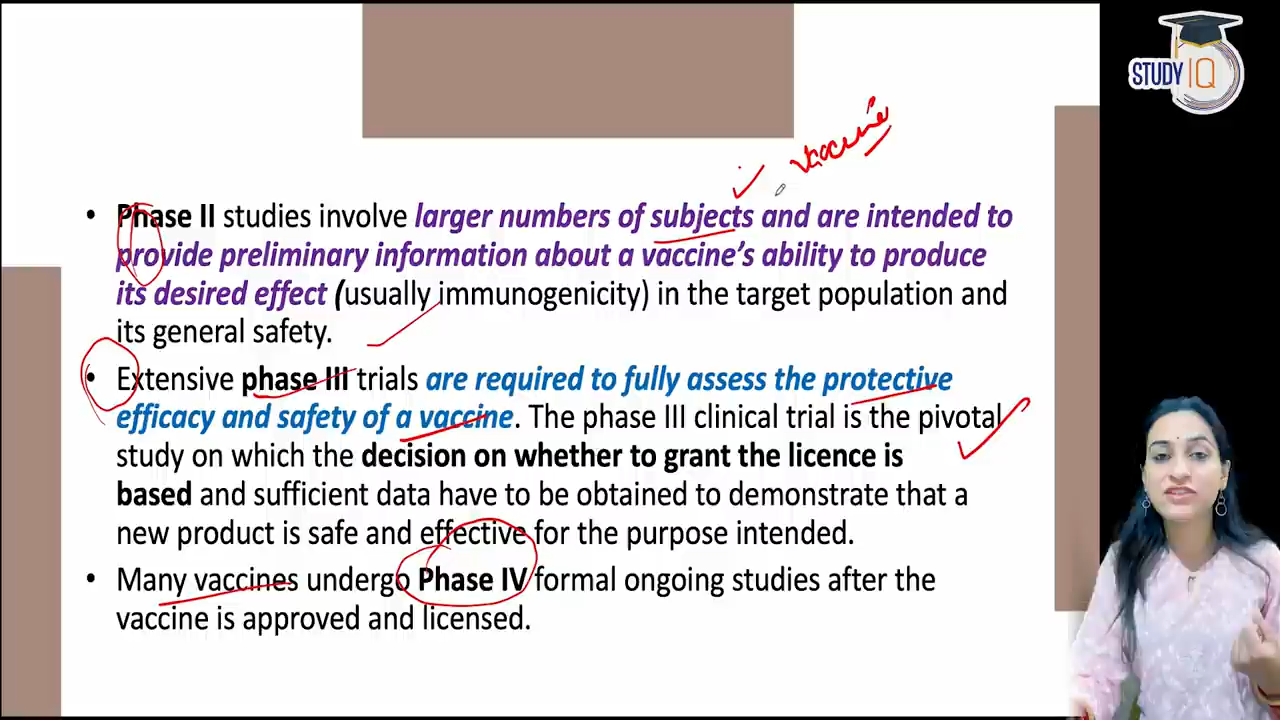 STUDY IQ
vaccine
• Phase II studies involve larger numbers of subjects and are intended to
provide preliminary information about a vaccine's ability to produce
its desired effect (usually immunogenicity) in the target population and
its general safety.
• Extensive phase III trials are required to fully assess the protective
efficacy and safety of a vaccine. The phase III clinical trial is the pivotal
study on which the decision on whether to grant the licence is
based and sufficient data have to be obtained to demonstrate that a
new product is safe and effective for the purpose intended.
• Many vaccines undergo Phase IV formal ongoing studies after the
vaccine is approved and licensed.